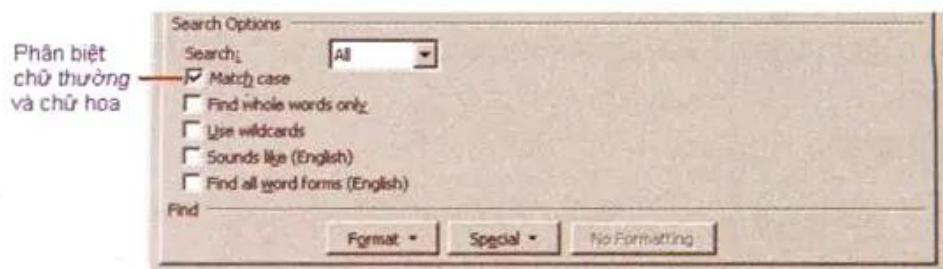 Phân biệt
chữ thường
và chữ hoa
Search Options
Search:
All
Match case
Find whole words only
Use wildcards
Sounds like (English)
Find all word forms (English)
Find
Format
Special
No Formatting